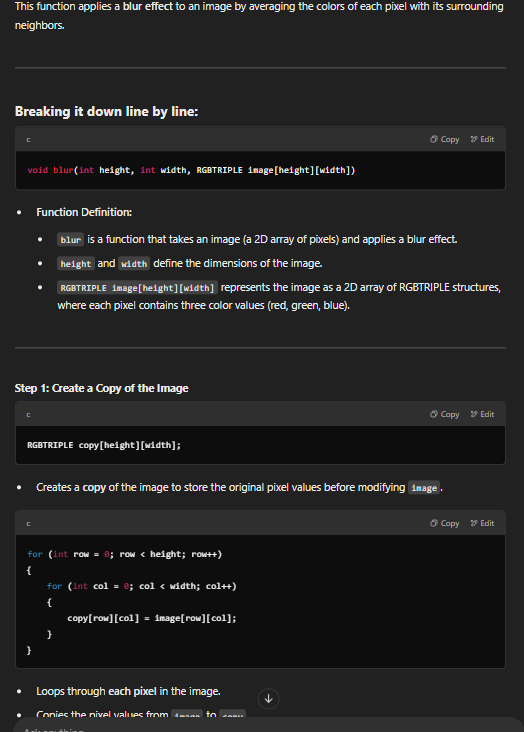 This function applies a blur effect to an image by averaging the colors of each pixel with its surrounding
neighbors.
Breaking it down line by line:
c
Copy
Edit
void blur(int height, int width, RGBTRIPLE image[height][width])
• Function Definition:
• blur is a function that takes an image (a 2D array of pixels) and applies a blur effect.
• height and width define the dimensions of the image.
• RGBTRIPLE image[height][width] represents the image as a 2D array of RGBTRIPLE structures,
where each pixel contains three color values (red, green, blue).
Step 1: Create a Copy of the Image
c
Copy
Edit
RGBTRIPLE copy[height][width];
• Creates a copy of the image to store the original pixel values before modifying image.
c
Copy
Edit
for (int row = 0; row < height; row++)
{
for (int col = 0; col < width; col++)
{
copy[row][col] = image[row][col];
}
}
• Loops through each pixel in the image.
• Copies the pixel values from image to copy
Ask anything